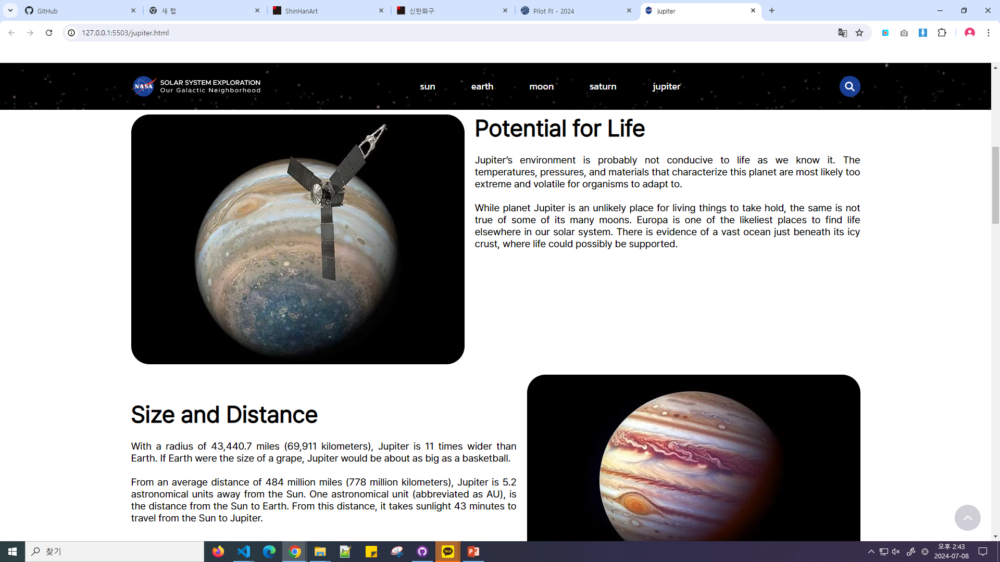 GitHub
새 탭
ShinHanArt
신한화구
Pilot PJ - 2024
jupiter
127.0.0.1:5503/jupiter.html
NASA
SOLAR SYSTEM EXPLORATION
Our Galactic Neighborhood
sun
earth
moon
saturn
jupiter
Potential for Life
Jupiter’s environment is probably not conducive to life as we know it. The
temperatures, pressures, and materials that characterize this planet are most likely too
extreme and volatile for organisms to adapt to.
While planet Jupiter is an unlikely place for living things to take hold, the same is not
true of some of its many moons. Europa is one of the likeliest places to find life
elsewhere in our solar system. There is evidence of a vast ocean just beneath its icy
crust, where life could possibly be supported.
Size and Distance
With a radius of 43,440.7 miles (69,911 kilometers), Jupiter is 11 times wider than
Earth. If Earth were the size of a grape, Jupiter would be about as big as a basketball.
From an average distance of 484 million miles (778 million kilometers), Jupiter is 5.2
astronomical units away from the Sun. One astronomical unit (abbreviated as AU), is
the distance from the Sun to Earth. From this distance, it takes sunlight 43 minutes to
travel from the Sun to Jupiter.
찾기
TALK
오후 2:43
2024-07-08